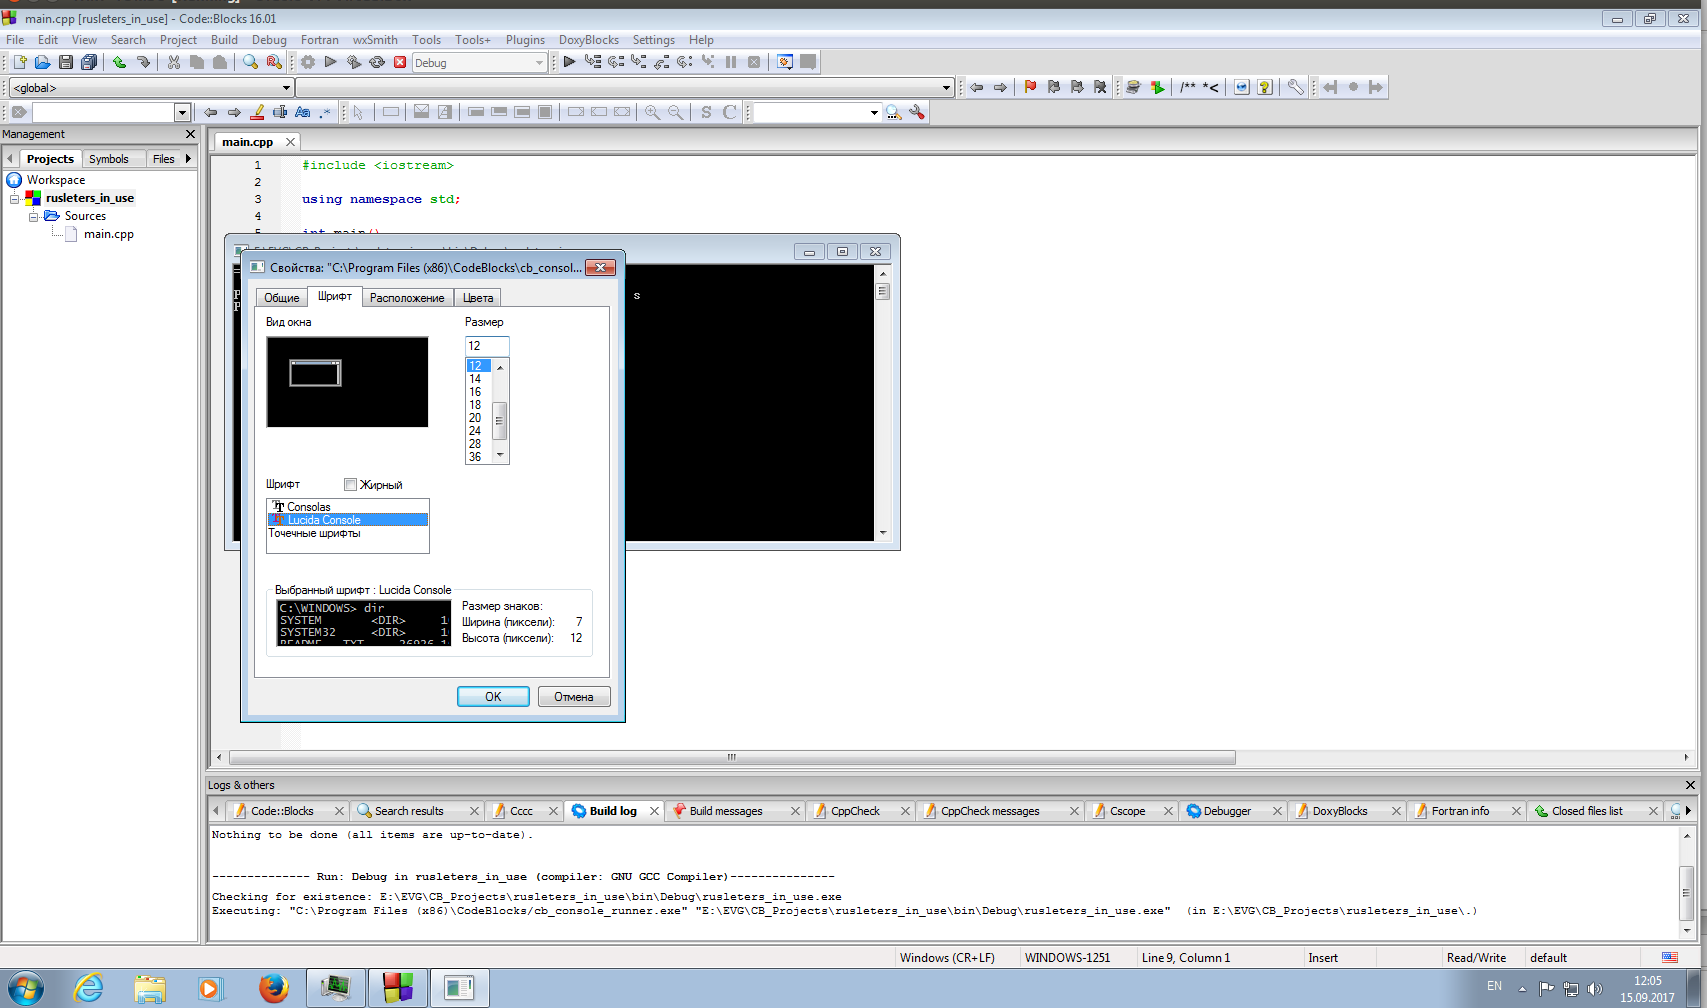 main.cpp [rusleters_in_use] - Code::Blocks 16.01
File Edit View Search Project Build Debug Fortran wxSmith Tools Tools+ Plugins DoxyBlocks Settings Help
Debug
<global>
/** *<
Management
Projects Symbols Files
Workspace
rusleters_in_use
Sources
main.cpp
main.cpp
1 #include <iostream>
2
3 using namespace std;
4
5 int main()
s
Свойства: "C:\Program Files (x86)\CodeBlocks\cb_consol...
Общие Шрифт Расположение Цвета
Вид окна Размер
12
12
14
16
18
20
24
28
36
Шрифт Жирный
Consolas
Lucida Console
Точечные шрифты
Выбранный шрифт : Lucida Console
C:\WINDOWS> dir
SYSTEM <DIR> 1
SYSTEM32 <DIR> 1
README TXT 26926
Размер знаков:
Ширина (пиксели): 7
Высота (пиксели): 12
OK Отмена
Logs & others
Code::Blocks Search results Cccc Build log Build messages CppCheck CppCheck messages Cscope Debugger DoxyBlocks Fortran info Closed files list
Nothing to be done (all items are up-to-date).
-------------- Run: Debug in rusleters_in_use (compiler: GNU GCC Compiler)---------------
Checking for existence: E:\EVG\CB_Projects\rusleters_in_use\bin\Debug\rusleters_in_use.exe
Executing: "C:\Program Files (x86)\CodeBlocks/cb_console_runner.exe" "E:\EVG\CB_Projects\rusleters_in_use\bin\Debug\rusleters_in_use.exe" (in E:\EVG\CB_Projects\rusleters_in_use\.)
Windows (CR+LF) WINDOWS-1251 Line 9, Column 1 Insert Read/Write default
EN
12:05
15.09.2017